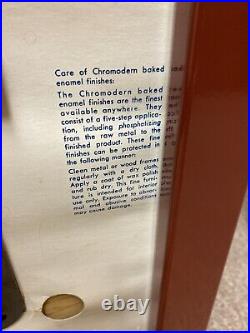 Care of Chromodern baked
enamel finishes:
The Chromodern baked
enamel finishes are the finest
available anywhere. They
consist of a five-step applica-
tion, including phosphatizing
from the raw metal to the
finished product. These fine
finishes can be protected in
the following manner:
Clean metal or wood frames
regularly with a dry cloth.
Apply a coat of wax polish
and rub dry. This fine furni-
ture is intended for interior
use only. Exposure to abnor-
mal and abusive conditions
may cause damage.